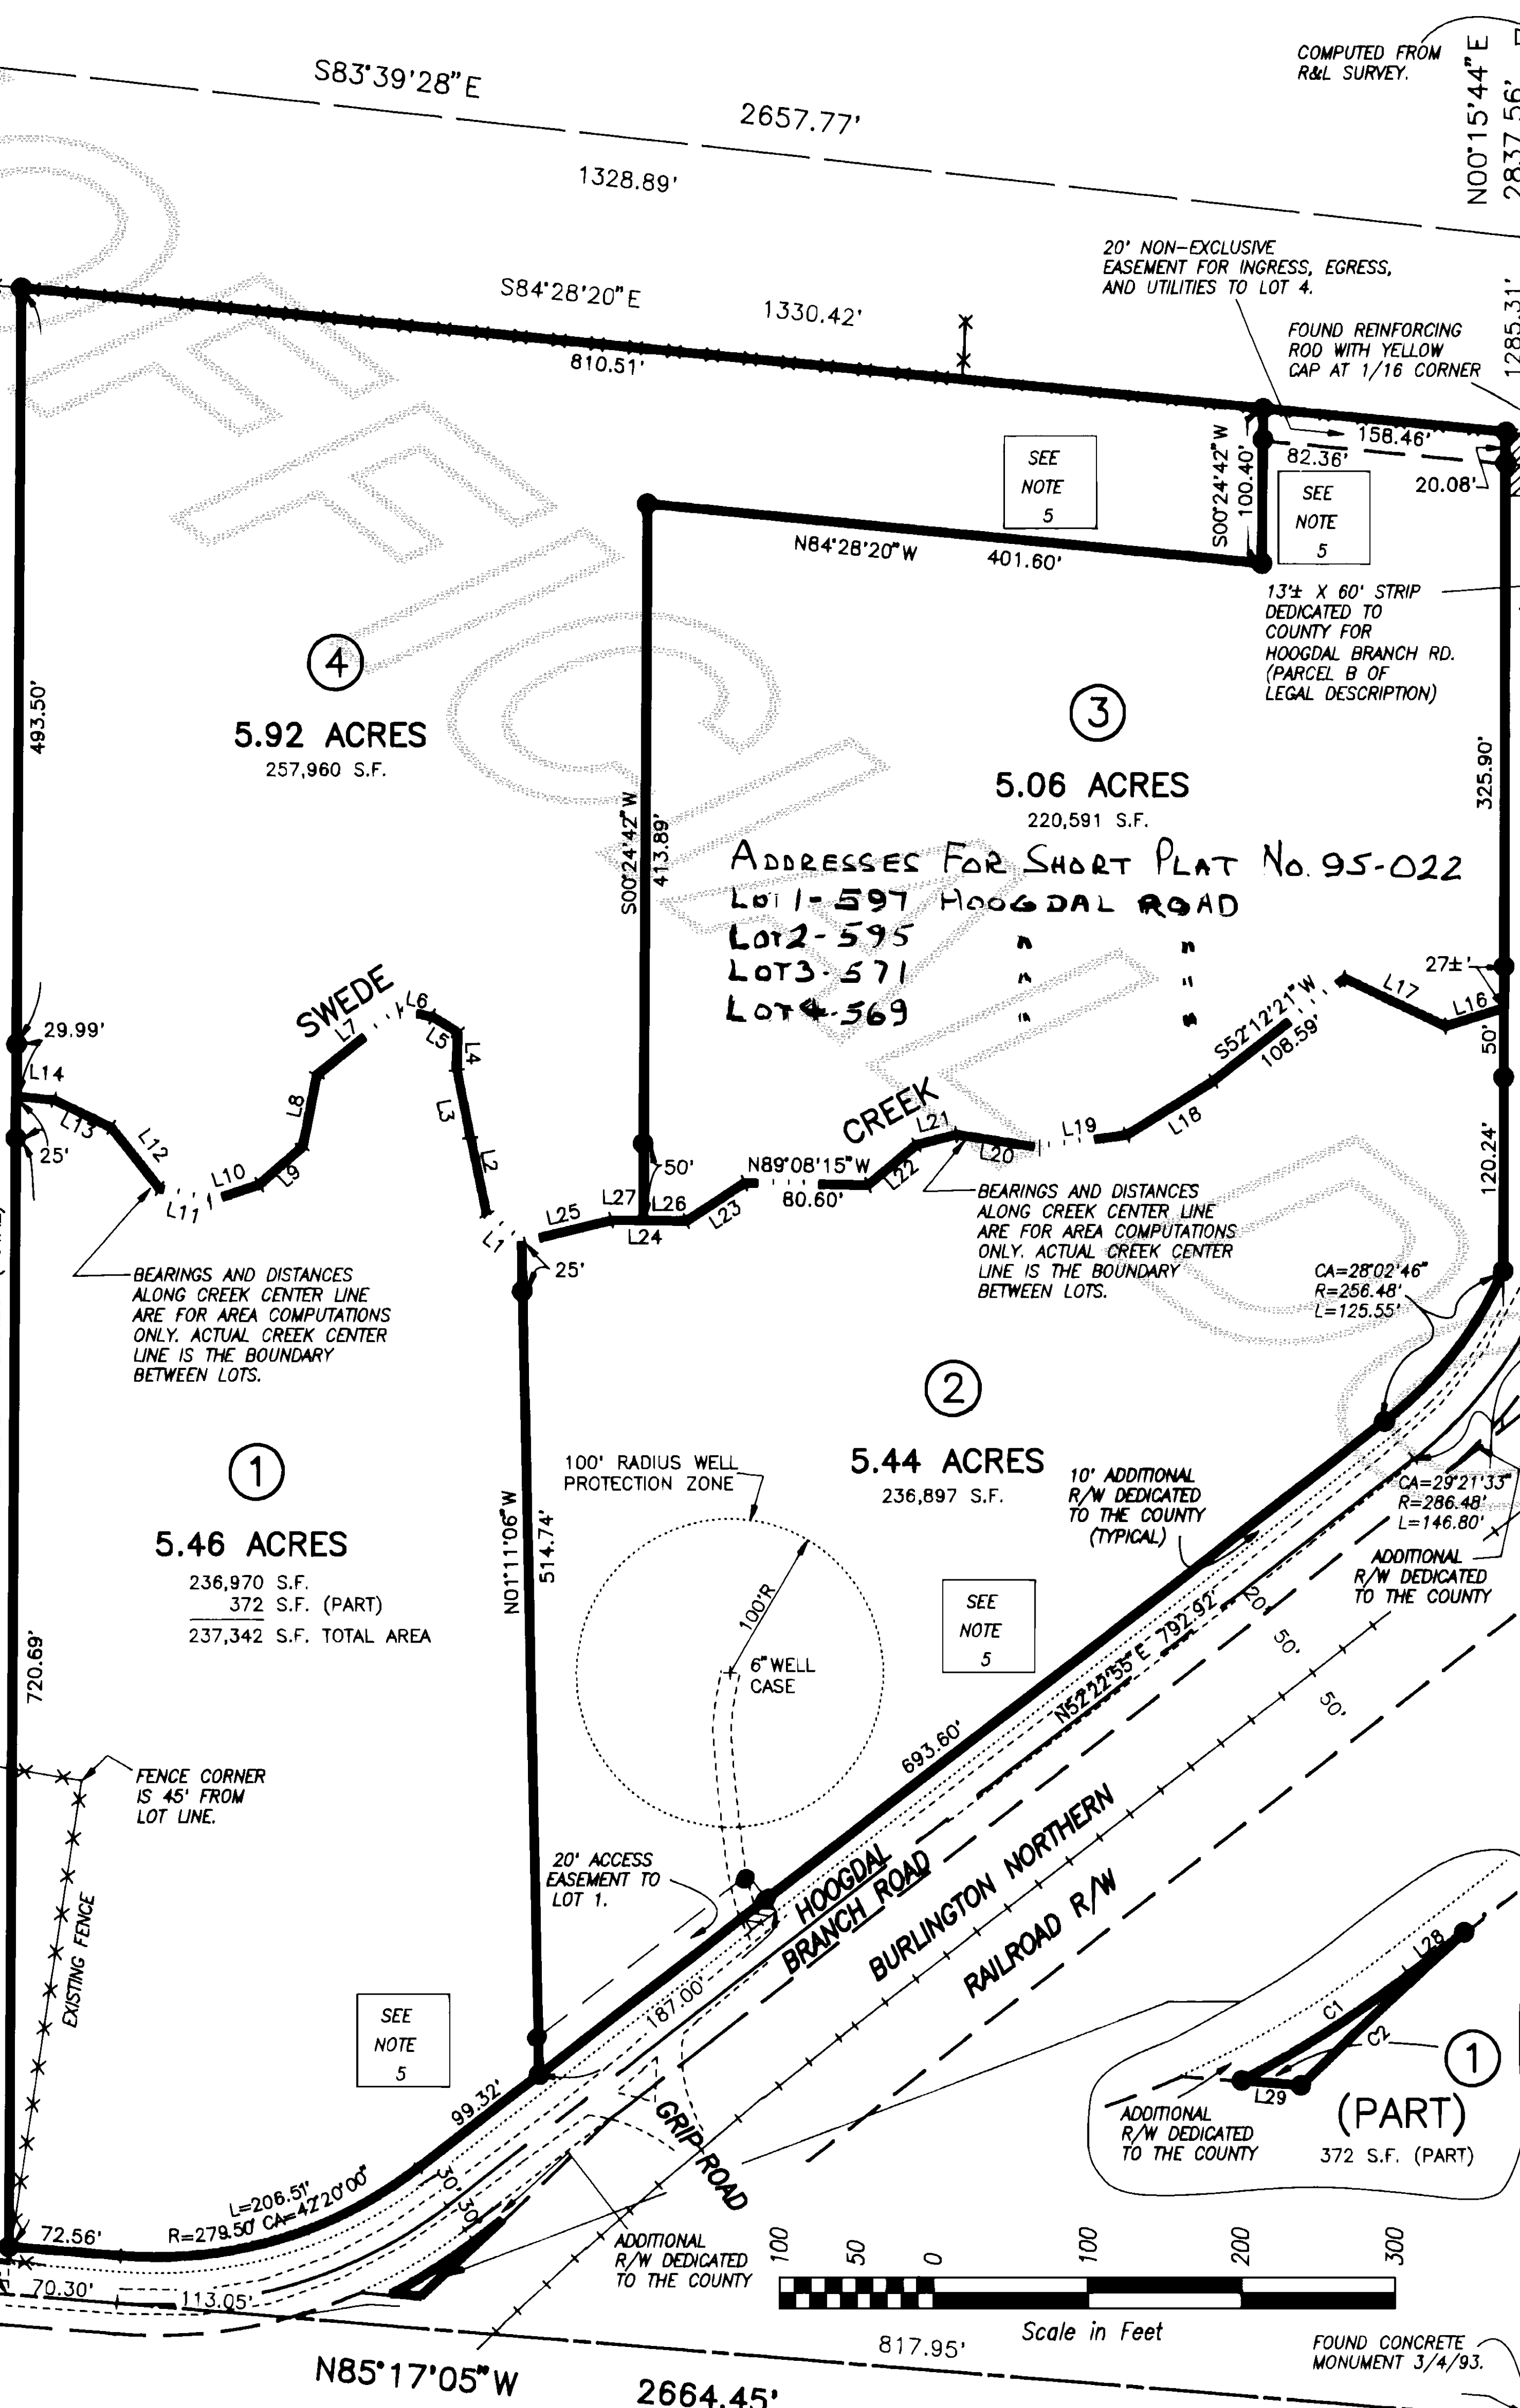 COMPUTED FROM
R&L SURVEY.
N00°15'44"E
2837.56'
S83°39'28"E
2657.77'
1328.89'
20' NON-EXCLUSIVE
EASEMENT FOR INGRESS, EGRESS,
AND UTILITIES TO LOT 4.
1285.31'
FOUND REINFORCING
ROD WITH YELLOW
CAP AT 1/16 CORNER
S84°28'20"E
1330.42'
810.51'
158.46'
82.36'
20.08'
S00°24'42"W
100.40'
SEE
NOTE
5
SEE
NOTE
5
N84°28'20"W
401.60'
13'± X 60' STRIP
DEDICATED TO
COUNTY FOR
HOOGDAL BRANCH RD.
(PARCEL B OF
LEGAL DESCRIPTION)
493.50'
4
5.92 ACRES
257,960 S.F.
3
5.06 ACRES
220,591 S.F.
325.90'
S00°24'42"W
413.89'
ADDRESSES FOR SHORT PLAT No. 95-022
LOT 1-597 HOOGDAL ROAD
LOT 2-595 " "
LOT 3-571 " "
LOT 4-569 " "
27±'
L17
L16
S52°12'21"W
108.59'
50'
SWEDE
L6
L7
L5
L4
29.99'
L14
L8
L3
L13
L12
25'
L10
L9
L11
L2
L1
CREEK
L21
L19
L18
L20
L22
N89°08'15"W
80.60'
50'
L27
L26
L23
L25
L24
25'
120.24'
BEARINGS AND DISTANCES
ALONG CREEK CENTER LINE
ARE FOR AREA COMPUTATIONS
ONLY. ACTUAL CREEK CENTER
LINE IS THE BOUNDARY
BETWEEN LOTS.
BEARINGS AND DISTANCES
ALONG CREEK CENTER LINE
ARE FOR AREA COMPUTATIONS
ONLY. ACTUAL CREEK CENTER
LINE IS THE BOUNDARY
BETWEEN LOTS.
CA=28°02'46"
R=256.48'
L=125.55'
2
5.44 ACRES
236,897 S.F.
1
5.46 ACRES
236,970 S.F.
372 S.F. (PART)
237,342 S.F. TOTAL AREA
100' RADIUS WELL
PROTECTION ZONE
N01°11'06"W
514.74'
10' ADDITIONAL
R/W DEDICATED
TO THE COUNTY
(TYPICAL)
CA=29°21'33"
R=286.48'
L=146.80'
ADDITIONAL
R/W DEDICATED
TO THE COUNTY
100'R
6" WELL
CASE
SEE
NOTE
5
N52°22'55"E 792.92'
20'
50'
50'
720.69'
693.60'
FENCE CORNER
IS 45' FROM
LOT LINE.
EXISTING FENCE
20' ACCESS
EASEMENT TO
LOT 1.
HOOGDAL
BRANCH ROAD
BURLINGTON NORTHERN
RAILROAD R/W
187.00'
SEE
NOTE
5
99.32'
GRIP ROAD
L28
C1
C2
L29
1
(PART)
372 S.F. (PART)
ADDITIONAL
R/W DEDICATED
TO THE COUNTY
L=206.51'
R=279.50' CA=42°20'00"
30'
30'
72.56'
70.30'
113.05'
ADDITIONAL
R/W DEDICATED
TO THE COUNTY
100 50 0 100 200 300
Scale in Feet
817.95'
N85°17'05"W
2664.45'
FOUND CONCRETE
MONUMENT 3/4/93.